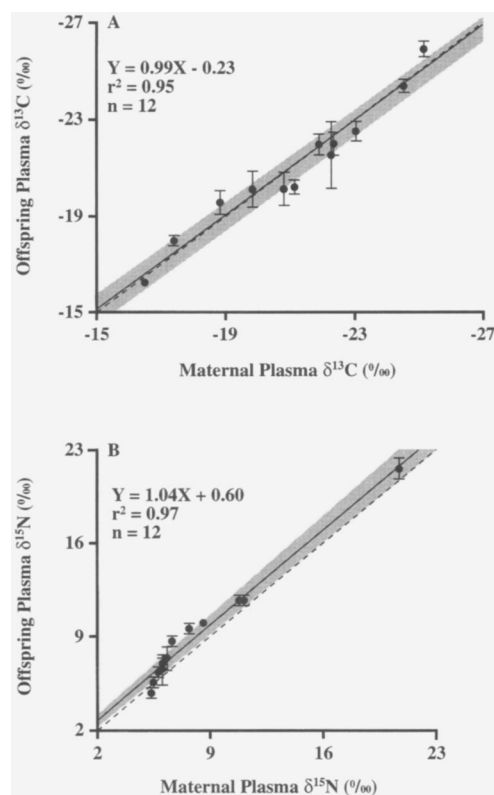 -27
A
Y = 0.99X - 0.23
r² = 0.95
n = 12
-23
-19
-15
Offspring Plasma δ¹³C (‰)
-15 -19 -23 -27
Maternal Plasma δ¹³C (‰)
23
B
Y = 1.04X + 0.60
r² = 0.97
n = 12
16
9
2
Offspring Plasma δ¹⁵N (‰)
2 9 16 23
Maternal Plasma δ¹⁵N (‰)